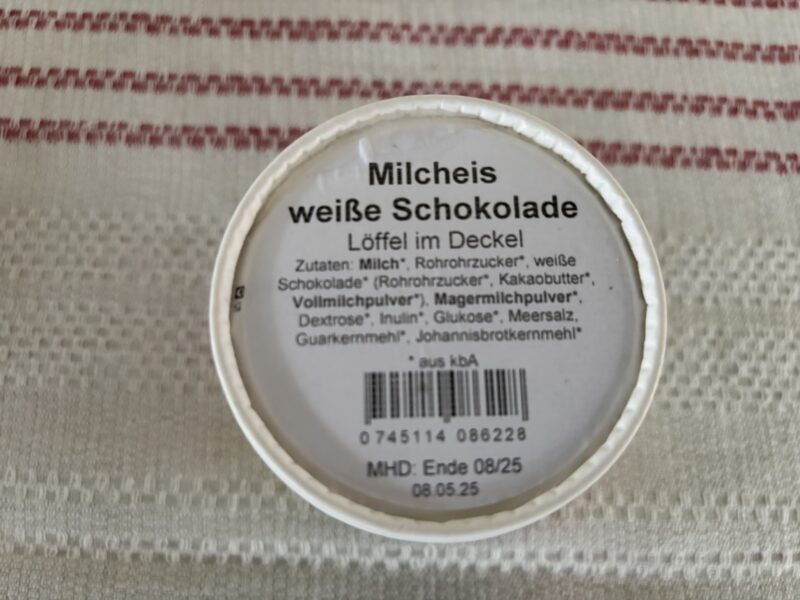 Milcheis
weiße Schokolade
Löffel im Deckel
Zutaten: Milch*, Rohrohrzucker*, weiße
Schokolade* (Rohrohrzucker*, Kakaobutter*,
Vollmilchpulver*), Magermilchpulver*,
Dextrose*, Inulin*, Glukose*, Meersalz,
Guarkernmehl*, Johannisbrotkernmehl*
* aus kbA
0 745114 086228
MHD: Ende 08/25
08.05.25